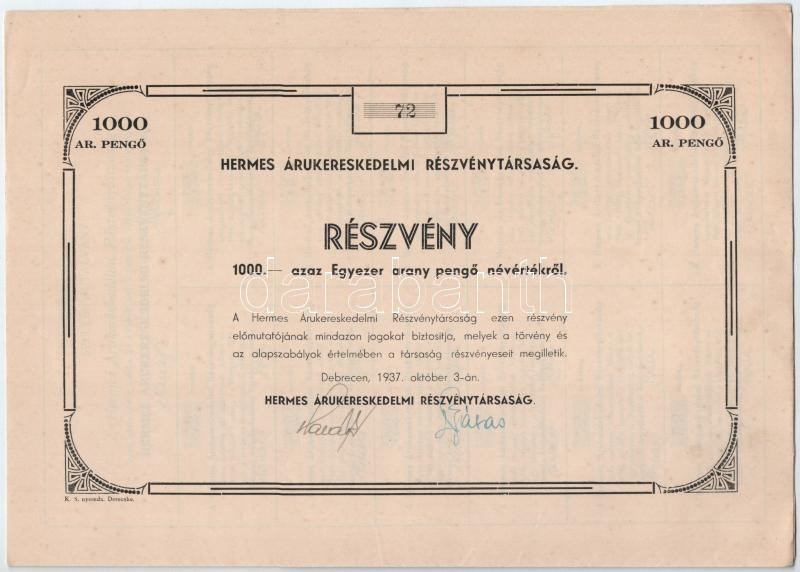 72
1000
AR. PENGŐ
1000
AR. PENGŐ
HERMES ÁRUKERESKEDELMI RÉSZVÉNYTÁRSASÁG.
RÉSZVÉNY
1000.— azaz Egyezer arany pengő névértékről.
darabanth
A Hermes Árukereskedelmi Részvénytársaság ezen részvény
előmutatójának mindazon jogokat biztosítja, melyek a törvény és
az alapszabályok értelmében a társaság részvényeseit megilletik.
Debrecen, 1937. október 3-án.
HERMES ÁRUKERESKEDELMI RÉSZVÉNYTÁRSASÁG.
nyomda. Derecske.